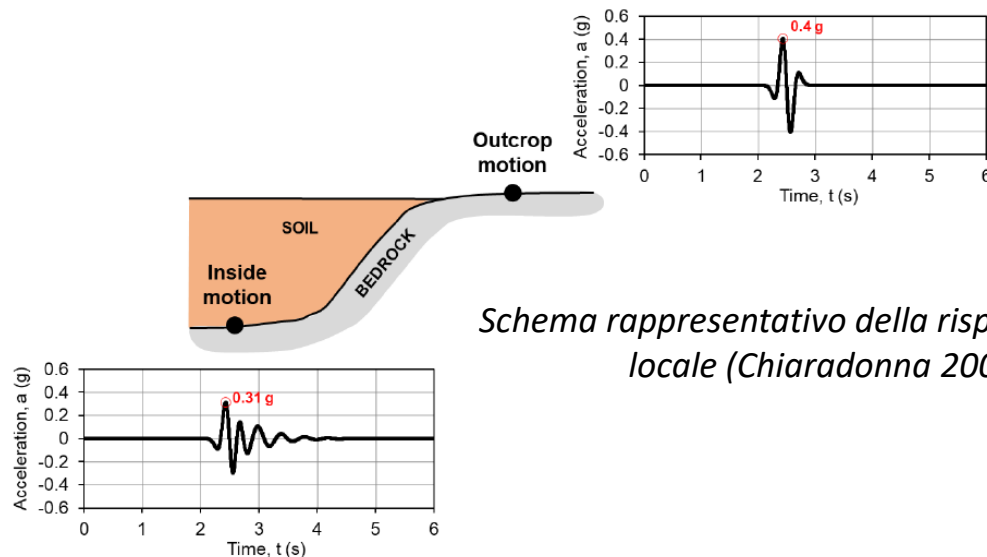 0.6
0.4
0.2
0
-0.2
-0.4
-0.6
Acceleration, a (g)
0.4 g
0 1 2 3 4 5 6
Time, t (s)
Outcrop
motion
SOIL
BEDROCK
Inside
motion
Schema rappresentativo della risp
locale (Chiaradonna 200
0.6
0.4
0.2
0
-0.2
-0.4
-0.6
Acceleration, a (g)
0.31 g
0 1 2 3 4 5 6
Time, t (s)